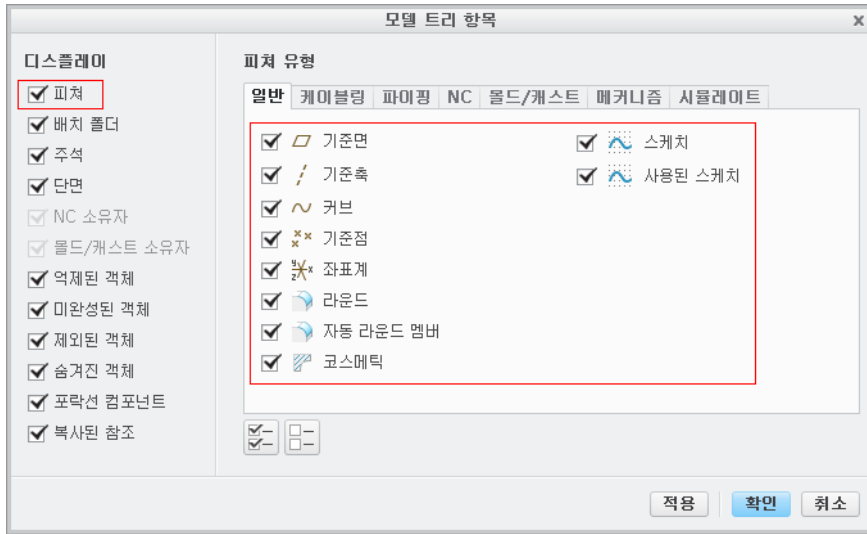 모델 트리 항목
디스플레이
피쳐
배치 폴더
주석
단면
NC 소유자
몰드/캐스트 소유자
억제된 객체
미완성된 객체
제외된 객체
숨겨진 객체
포락선 컴포넌트
복사된 참조
피쳐 유형
일반 케이블링 파이핑 NC 몰드/캐스트 메커니즘 시뮬레이트
기준면
기준축
커브
기준점
좌표계
라운드
자동 라운드 멤버
코스메틱
스케치
사용된 스케치
적용 확인 취소